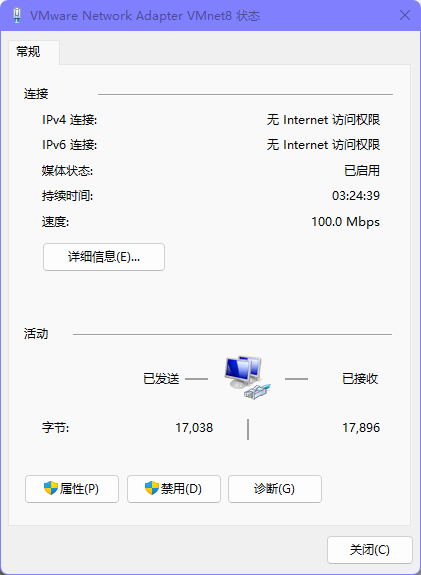 VMware Network Adapter VMnet8 状态
常规
连接
IPv4 连接: 无 Internet 访问权限
IPv6 连接: 无 Internet 访问权限
媒体状态: 已启用
持续时间: 03:24:39
速度: 100.0 Mbps
详细信息(E)...
活动
已发送 已接收
字节: 17,038 17,896
属性(P) 禁用(D) 诊断(G)
关闭(C)